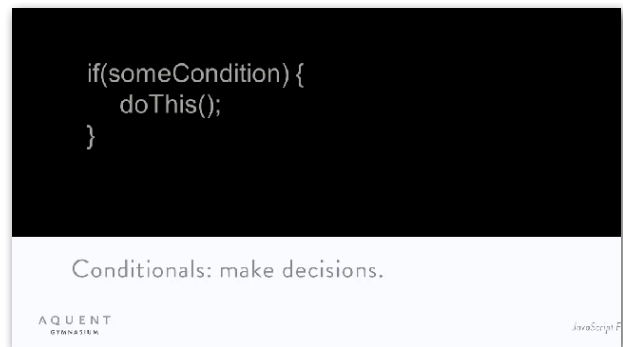 if(someCondition) {
doThis();
}
Conditionals: make decisions.
AQUENT
GYMNASIUM
JavaScript F